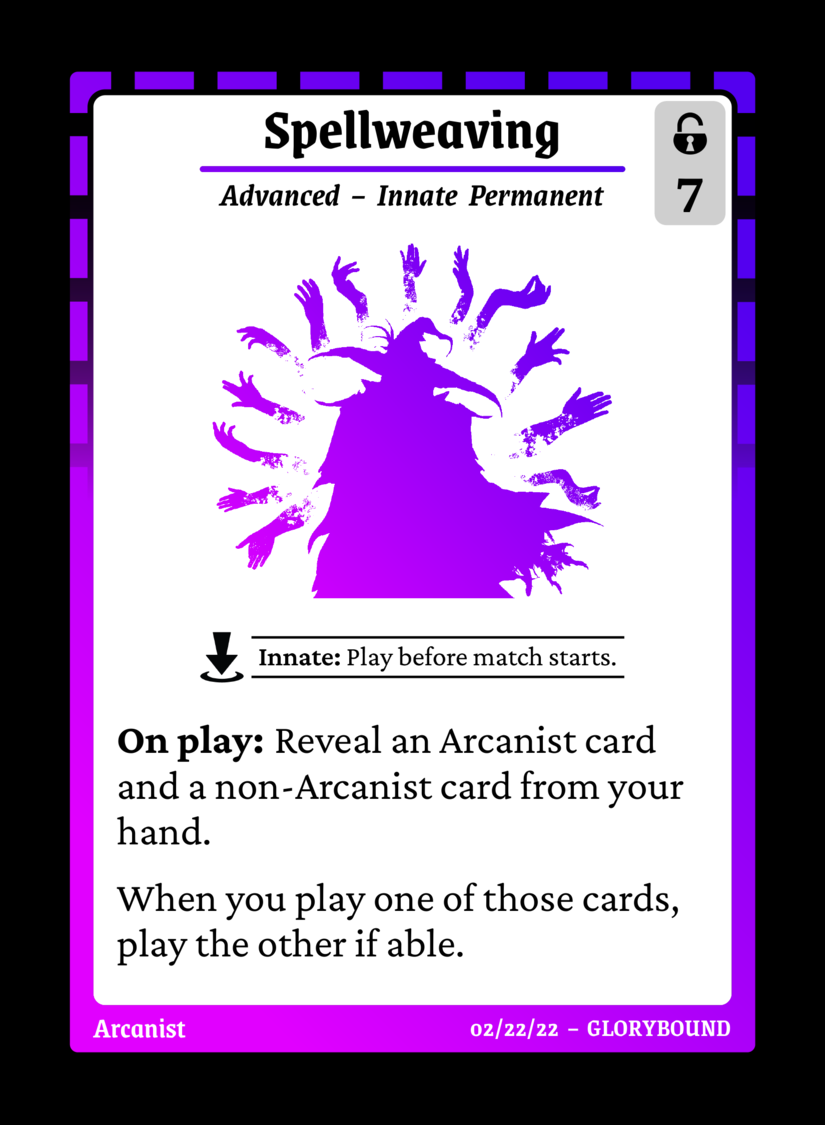 Spellweaving
7
Advanced – Innate Permanent
Innate: Play before match starts.
On play: Reveal an Arcanist card
and a non-Arcanist card from your
hand.
When you play one of those cards,
play the other if able.
Arcanist
02/22/22 – GLORYBOUND